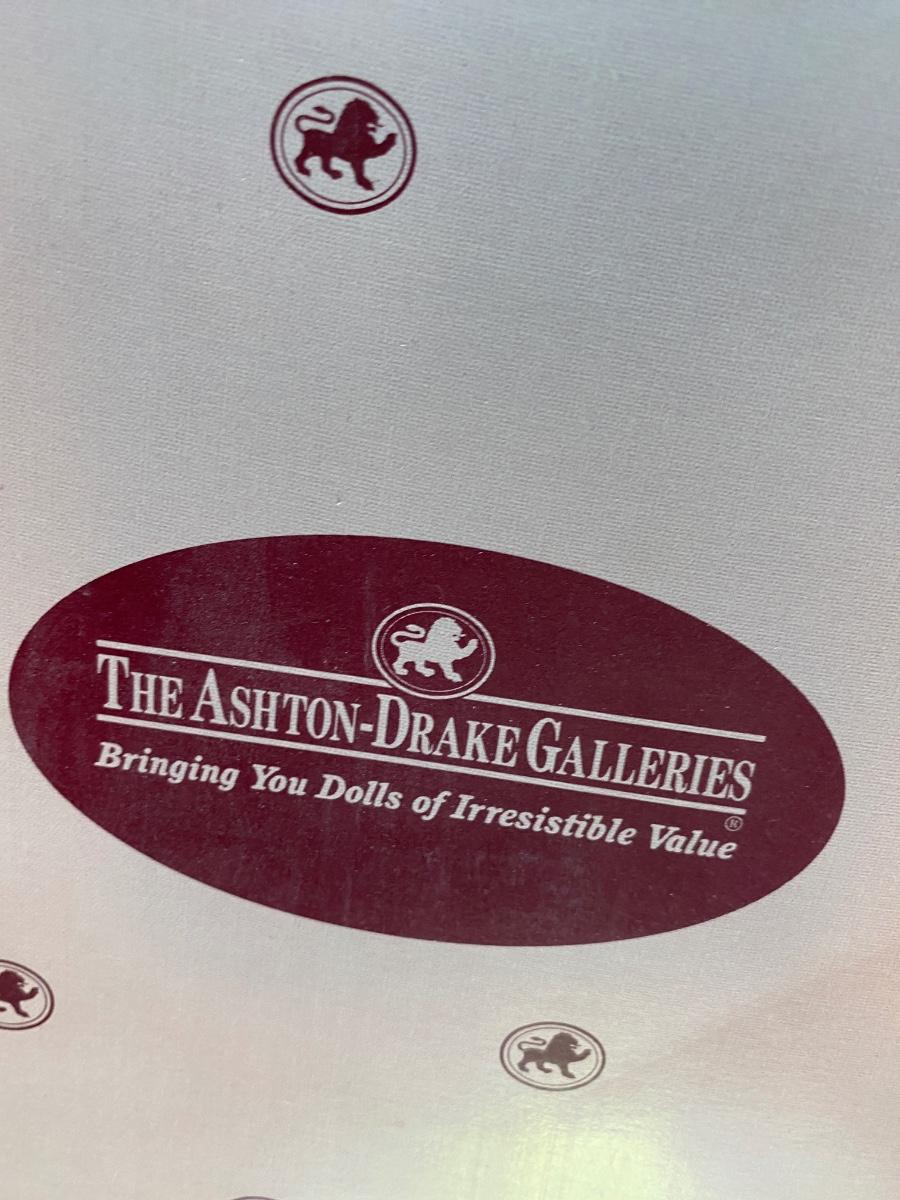 THE ASHTON-DRAKE GALLERIES
®
Bringing You Dolls of Irresistible Value